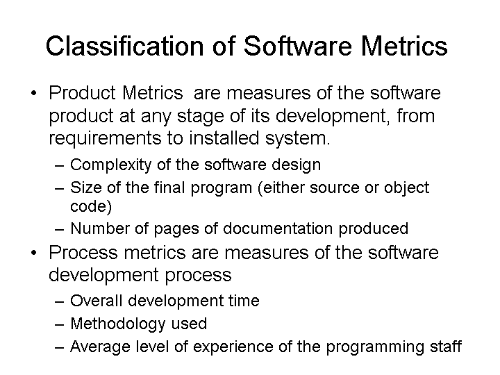 Classification of Software Metrics
• Product Metrics are measures of the software
product at any stage of its development, from
requirements to installed system.
– Complexity of the software design
– Size of the final program (either source or object
code)
– Number of pages of documentation produced
• Process metrics are measures of the software
development process
– Overall development time
– Methodology used
– Average level of experience of the programming staff